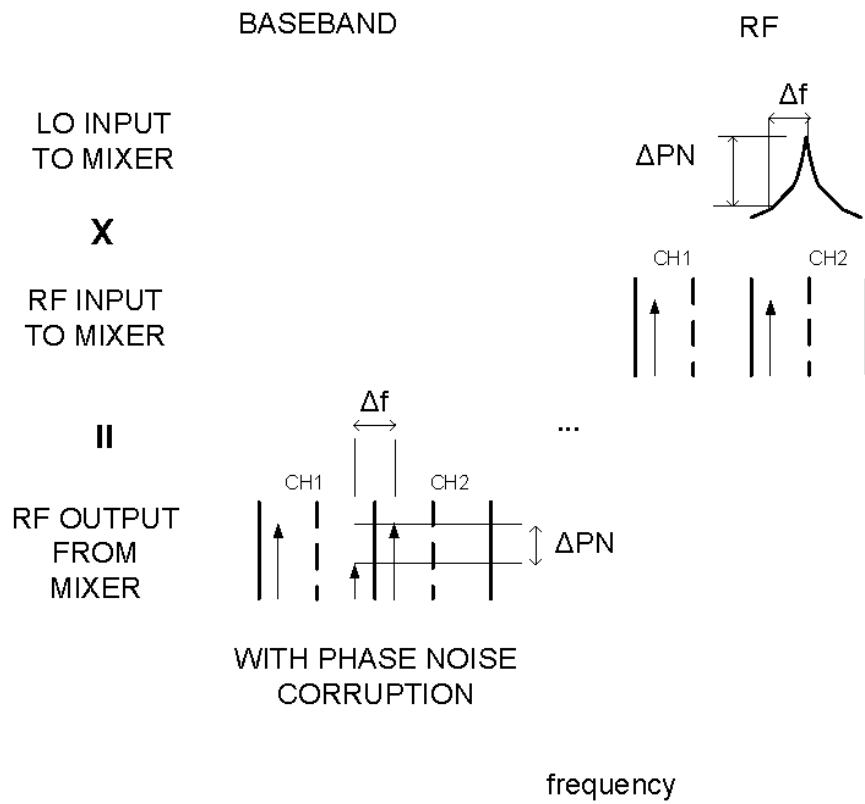 BASEBAND RF
Δf
LO INPUT
TO MIXER
ΔPN
X
CH1 CH2
RF INPUT
TO MIXER
Δf
...
=
CH1 CH2
RF OUTPUT
FROM
MIXER
ΔPN
WITH PHASE NOISE
CORRUPTION
frequency